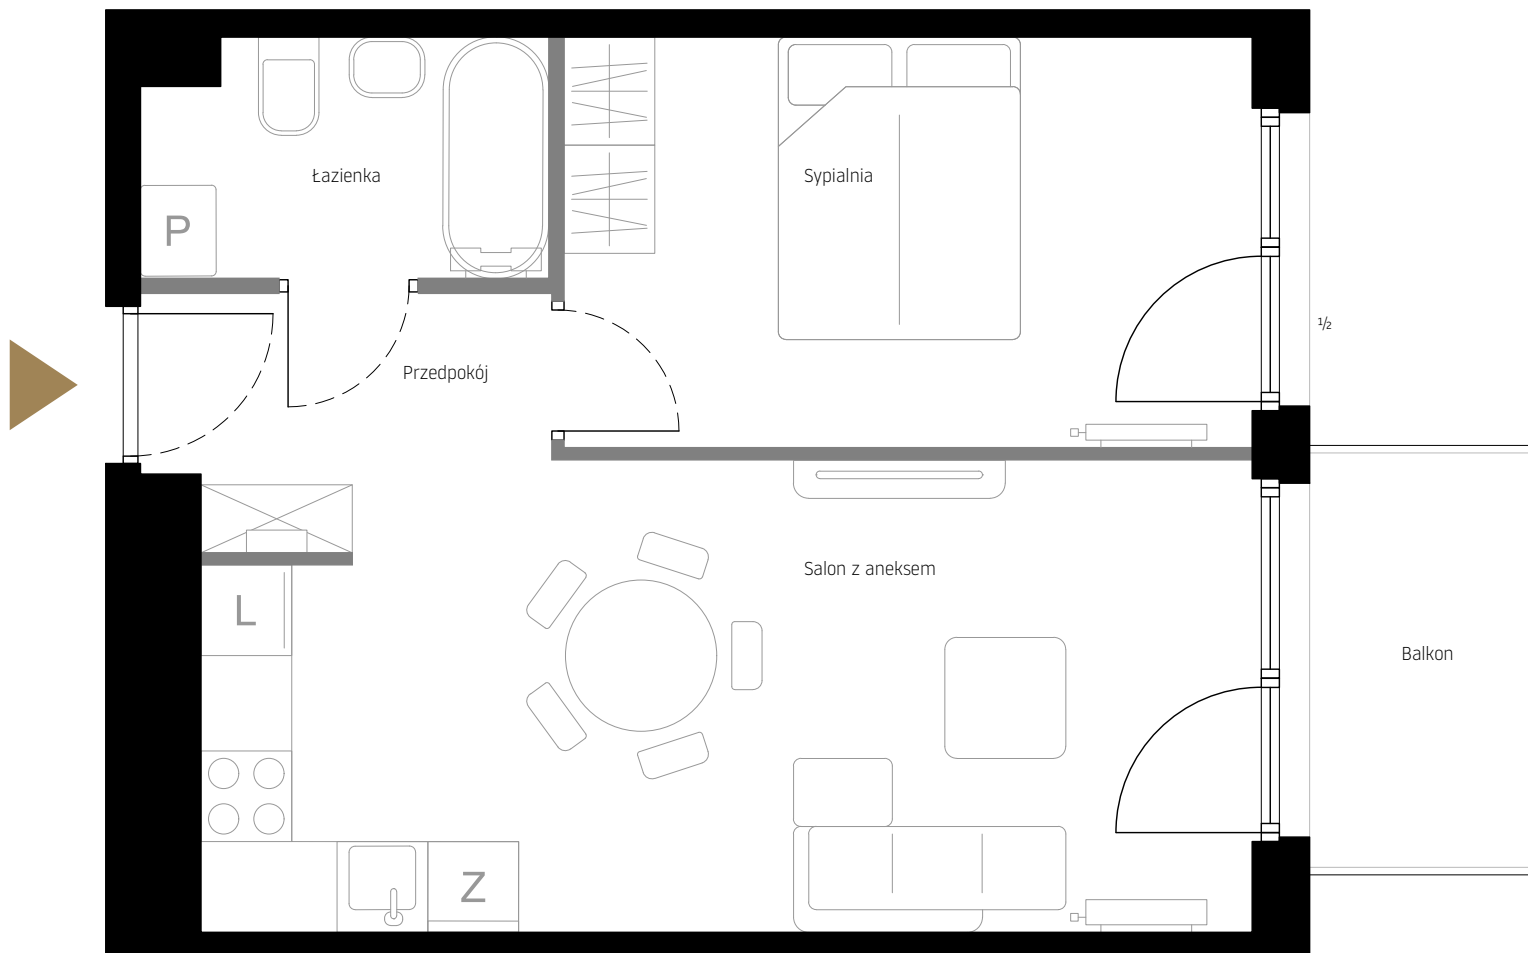 Łazienka
Sypialnia
P
½
Przedpokój
Salon z aneksem
L
Balkon
Z